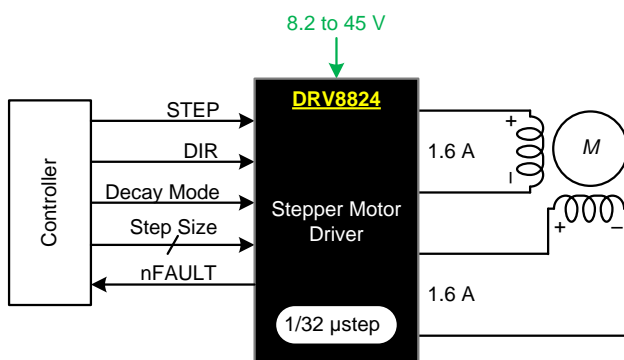 8.2 to 45 V
Controller
STEP
DIR
Decay Mode
Step Size
nFAULT
DRV8824
Stepper Motor
Driver
1/32 µstep
1.6 A
+
−
M
+ −
1.6 A